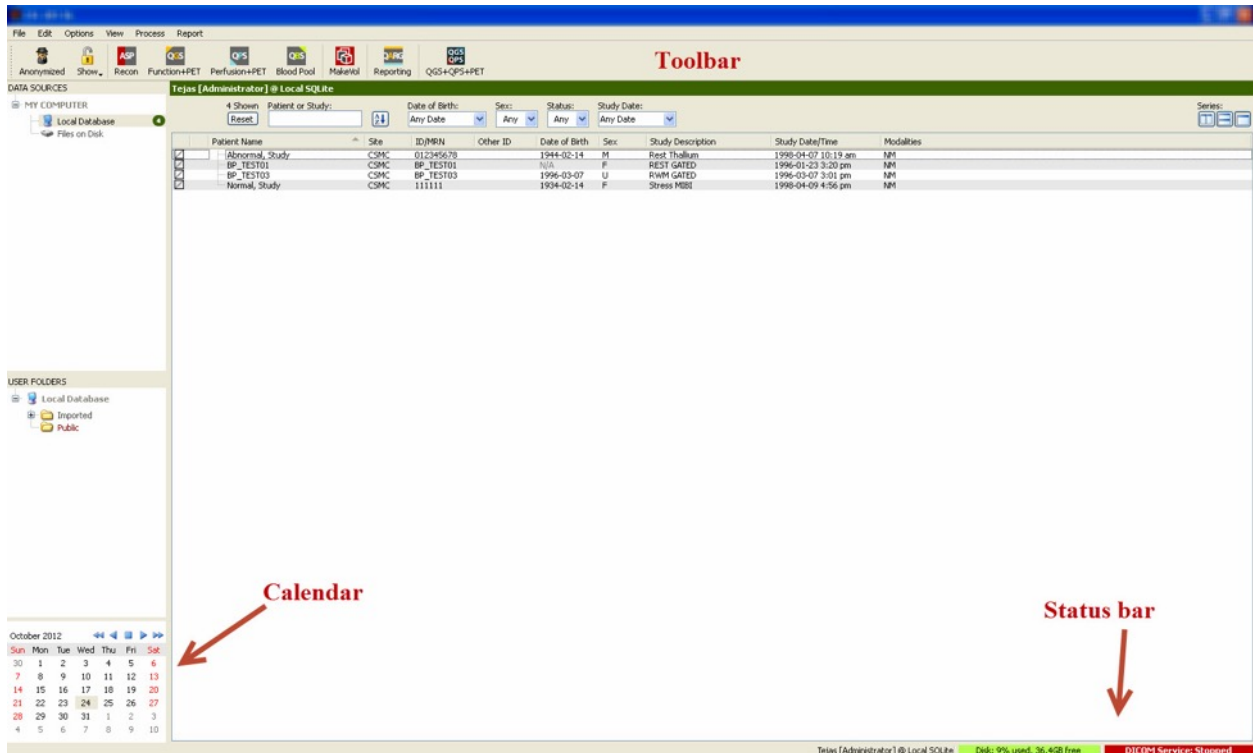 File Edit Options View Process Report
Toolbar
ASP QGS QPS QBS QARG QGS QPS
Anonymized Show Recon Function+PET Perfusion+PET Blood Pool MakeVol Reporting QGS+QPS+PET
DATA SOURCES
MY COMPUTER
Local Database 4
Files on Disk
Tejas [Administrator] @ Local SQLite
4 Shown Patient or Study: Date of Birth: Sex: Status: Study Date: Series:
Reset Any Date Any Any Any Date
Patient Name Site ID/MRN Other ID Date of Birth Sex Study Description Study Date/Time Modalities
Abnormal, Study CSMC 012345678 1944-02-14 M Rest Thallium 1998-04-07 10:19 am NM
BP_TEST01 CSMC BP_TEST01 N/A F REST GATED 1996-01-23 3:20 pm NM
BP_TEST03 CSMC BP_TEST03 1996-03-07 U RWM GATED 1996-03-07 3:01 pm NM
Normal, Study CSMC 111111 1934-02-14 F Stress MIBI 1998-04-09 4:56 pm NM
USER FOLDERS
Local Database
Imported
Public
Calendar
Status bar
October 2012
Sun Mon Tue Wed Thu Fri Sat
30 1 2 3 4 5 6
7 8 9 10 11 12 13
14 15 16 17 18 19 20
21 22 23 24 25 26 27
28 29 30 31 1 2 3
4 5 6 7 8 9 10
Tejas [Administrator] @ Local SQLite Disk: 9% used, 36.4GB free DICOM Service: Stopped